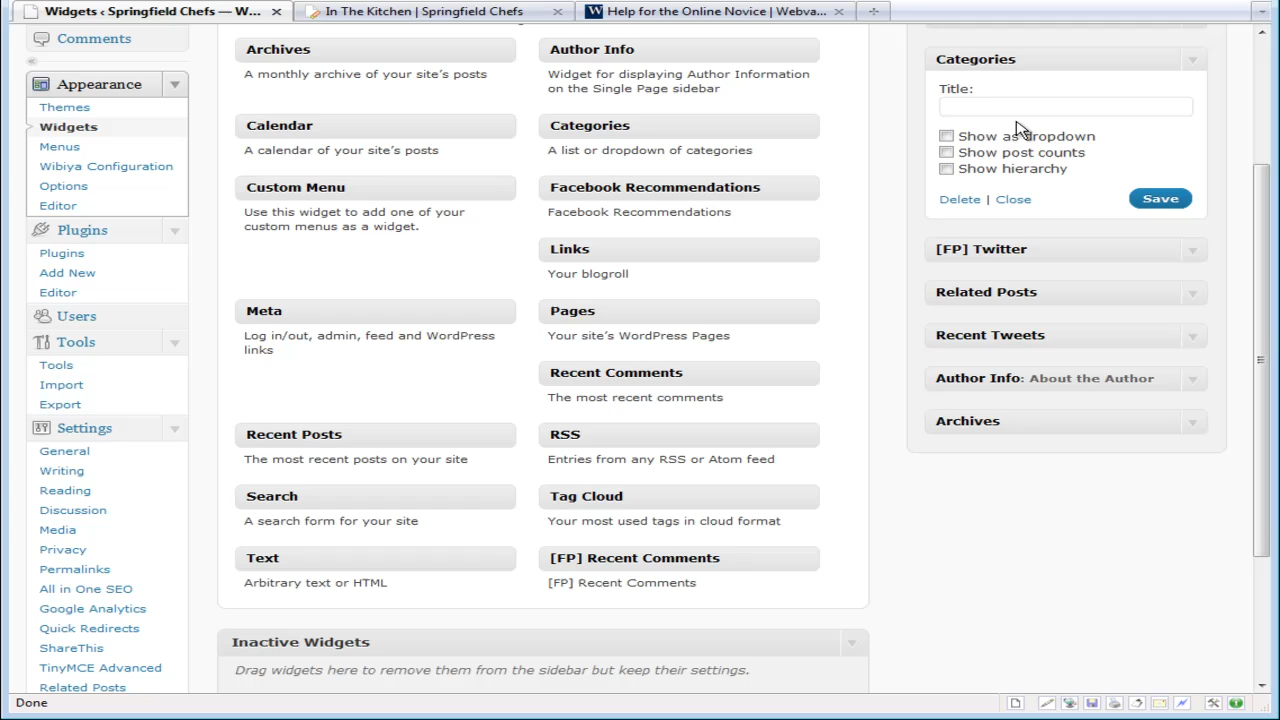 Widgets ‹ Springfield Chefs — W...
In The Kitchen | Springfield Chefs
Help for the Online Novice | Webva...
Comments
Appearance
Themes
Widgets
Menus
Wibiya Configuration
Options
Editor
Plugins
Plugins
Add New
Editor
Users
Tools
Tools
Import
Export
Settings
General
Writing
Reading
Discussion
Media
Privacy
Permalinks
All in One SEO
Google Analytics
Quick Redirects
ShareThis
TinyMCE Advanced
Related Posts
Archives
A monthly archive of your site's posts
Author Info
Widget for displaying Author Information
on the Single Page sidebar
Calendar
A calendar of your site's posts
Categories
A list or dropdown of categories
Custom Menu
Use this widget to add one of your
custom menus as a widget.
Facebook Recommendations
Facebook Recommendations
Links
Your blogroll
Meta
Log in/out, admin, feed and WordPress
links
Pages
Your site's WordPress Pages
Recent Comments
The most recent comments
Recent Posts
The most recent posts on your site
RSS
Entries from any RSS or Atom feed
Search
A search form for your site
Tag Cloud
Your most used tags in cloud format
Text
Arbitrary text or HTML
[FP] Recent Comments
[FP] Recent Comments
Inactive Widgets
Drag widgets here to remove them from the sidebar but keep their settings.
Categories
Title:
Show as dropdown
Show post counts
Show hierarchy
Delete | Close
Save
[FP] Twitter
Related Posts
Recent Tweets
Author Info: About the Author
Archives
Done